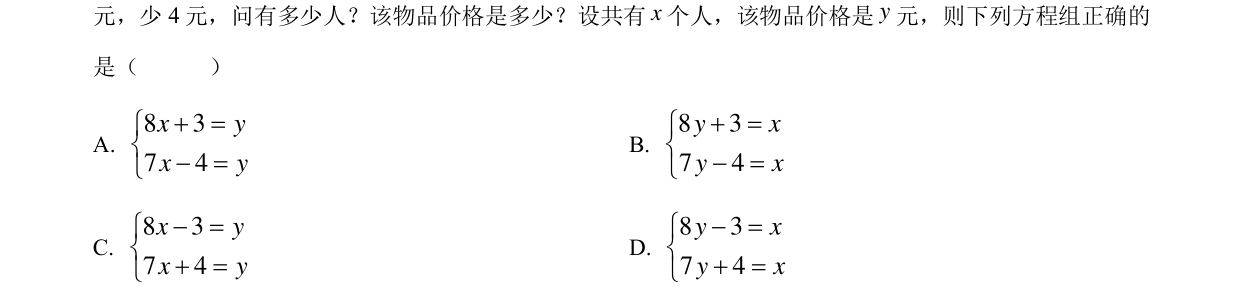 元，少 4 元，问有多少人？该物品价格是多少？设共有 x 个人，该物品价格是 y 元，则下列方程组正确的
是（ ）
A. {8x+3=y
7x-4=y
B. {8y+3=x
7y-4=x
C. {8x-3=y
7x+4=y
D. {8y-3=x
7y+4=x